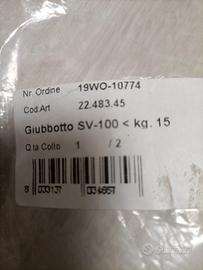 Nr. Ordine 19WO-10774
Cod.Art 22.483.45
Giubbotto SV-100 < kg. 15
Q.ta Collo 1 / 2